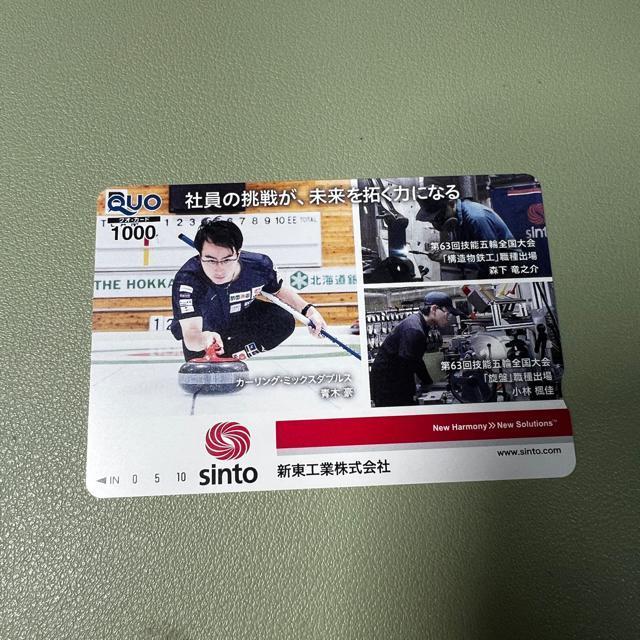 QUO
クオ・カード
1000
社員の挑戦が、未来を拓く力になる
1 2 3 4 5 6 7 8 9 10 EE TOTAL
THE HOKKA
北海道銀
1 2
カーリング・ミックスダブルス
青木 豪
sinto
第63回技能五輪全国大会
「構造物鉄工」職種出場
森下 竜之介
第63回技能五輪全国大会
「旋盤」職種出場
小林 楓佳
New Harmony » New Solutions™
www.sinto.com
◀IN 0 5 10
sinto
新東工業株式会社